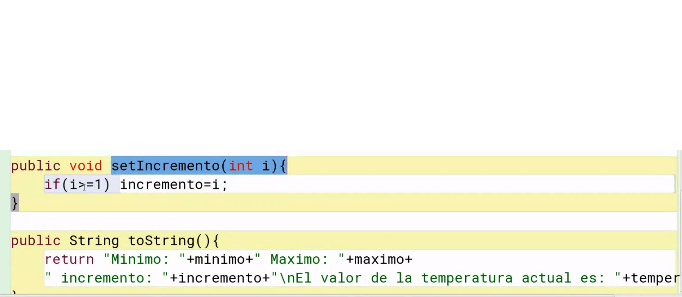 public void setIncremento(int i){
if(i>=1) incremento=i;
}
public String toString(){
return "Minimo: "+minimo+" Maximo: "+maximo+
" incremento: "+incremento+"\nEl valor de la temperatura actual es: "+temper